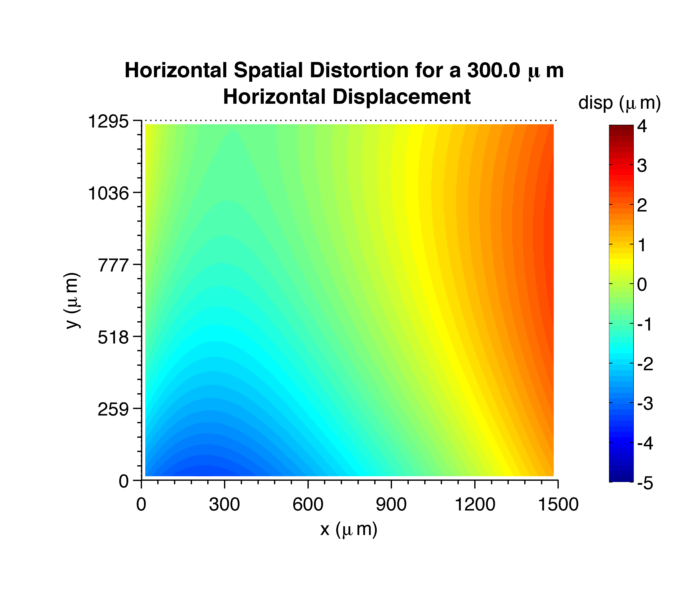 Horizontal Spatial Distortion for a 300.0 μ m
Horizontal Displacement
disp (μ m)
1295
1036
777
518
259
0
y (μ m)
0 300 600 900 1200 1500
x (μ m)
4
3
2
1
0
-1
-2
-3
-4
-5